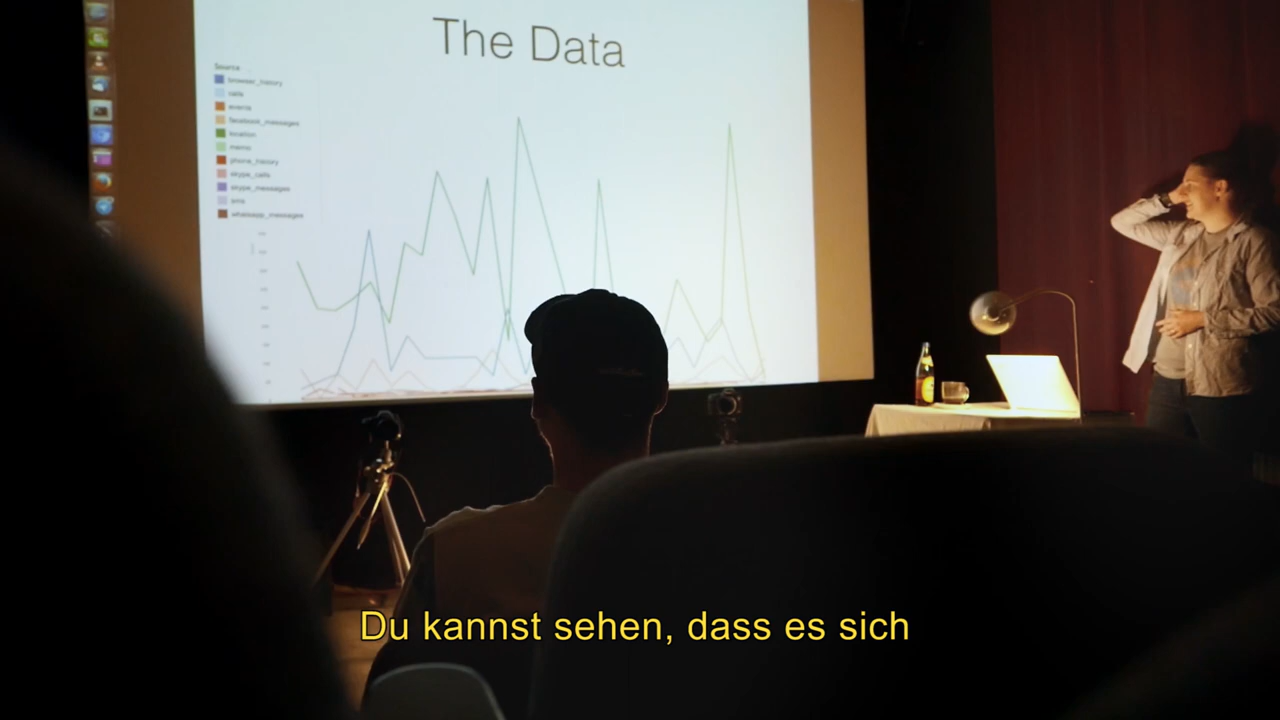 The Data
Source
browser_history
calls
events
facebook_messages
location
memo
phone_history
skype_calls
skype_messages
sms
whatsapp_messages
Du kannst sehen, dass es sich